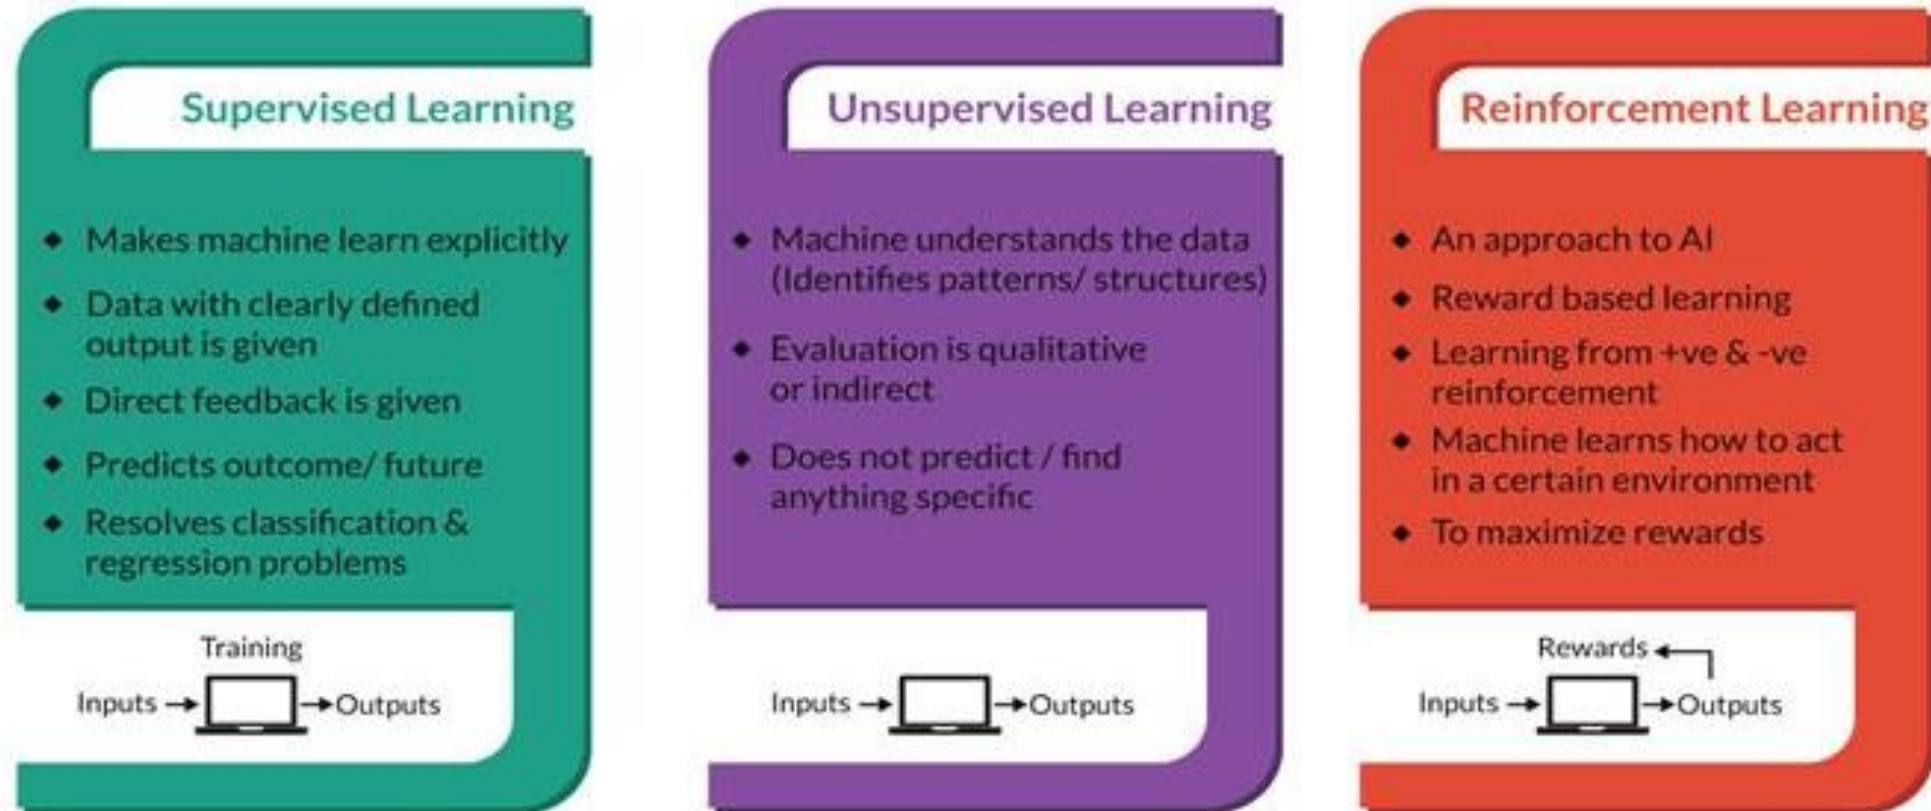 Supervised Learning
◆ Makes machine learn explicitly
◆ Data with clearly defined
output is given
◆ Direct feedback is given
◆ Predicts outcome/ future
◆ Resolves classification &
regression problems
Training
Inputs → → Outputs
Unsupervised Learning
◆ Machine understands the data
(Identifies patterns/ structures)
◆ Evaluation is qualitative
or indirect
◆ Does not predict / find
anything specific
Inputs → → Outputs
Reinforcement Learning
◆ An approach to AI
◆ Reward based learning
◆ Learning from +ve & -ve
reinforcement
◆ Machine learns how to act
in a certain environment
◆ To maximize rewards
Rewards
Inputs → → Outputs